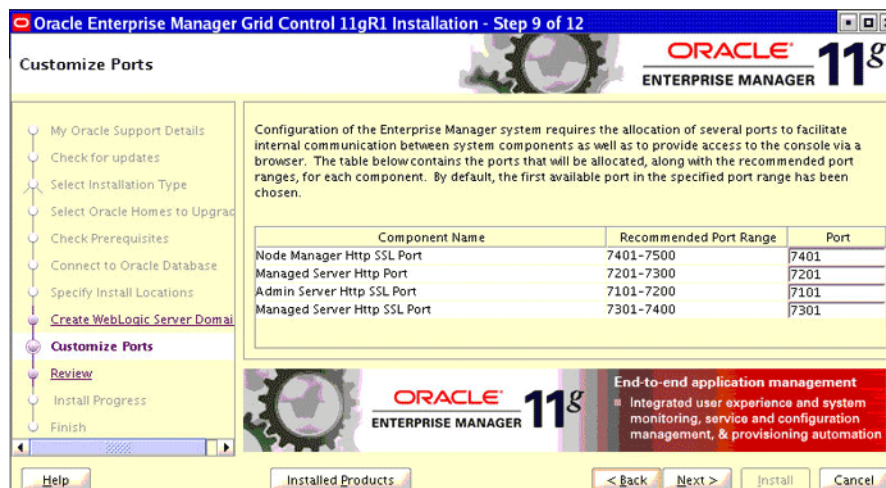 Oracle Enterprise Manager Grid Control 11gR1 Installation - Step 9 of 12
Customize Ports
ORACLE
ENTERPRISE MANAGER 11g
My Oracle Support Details
Check for updates
Select Installation Type
Select Oracle Homes to Upgrad
Check Prerequisites
Connect to Oracle Database
Specify Install Locations
Create WebLogic Server Domai
Customize Ports
Review
Install Progress
Finish
Configuration of the Enterprise Manager system requires the allocation of several ports to facilitate
internal communication between system components as well as to provide access to the console via a
browser. The table below contains the ports that will be allocated, along with the recommended port
ranges, for each component. By default, the first available port in the specified port range has been
chosen.
Component Name Recommended Port Range Port
Node Manager Http SSL Port 7401-7500 7401
Managed Server Http Port 7201-7300 7201
Admin Server Http SSL Port 7101-7200 7101
Managed Server Http SSL Port 7301-7400 7301
ORACLE
ENTERPRISE MANAGER 11g
End-to-end application management
Integrated user experience and system
monitoring, service and configuration
management, & provisioning automation
Help Installed Products < Back Next > Install Cancel